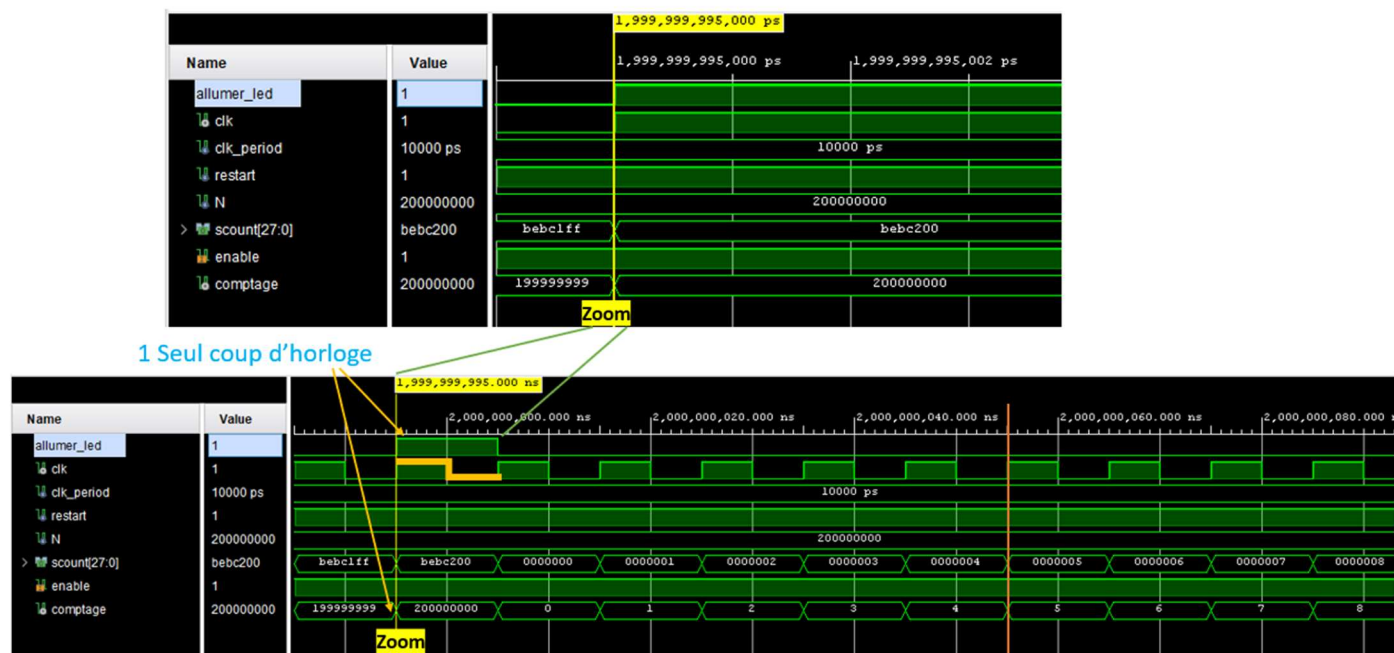 1,999,999,995,000 ps
Name Value
1,999,999,995,000 ps 1,999,999,995,002 ps
allumer_led 1
clk 1
clk_period 10000 ps 10000 ps
restart 1
N 200000000 200000000
> scount[27:0] bebc200 bebc1ff bebc200
enable 1
comptage 200000000 199999999 200000000
Zoom
1 Seul coup d'horloge
1,999,999,995.000 ns
Name Value
2,000,000,000.000 ns 2,000,000,020.000 ns 2,000,000,040.000 ns 2,000,000,060.000 ns 2,000,000,080.000 ns
allumer_led 1
clk 1
clk_period 10000 ps 10000 ps
restart 1
N 200000000 200000000
> scount[27:0] bebc200 bebc1ff bebc200 0000000 0000001 0000002 0000003 0000004 0000005 0000006 0000007 0000008
enable 1
comptage 200000000 199999999 200000000 0 1 2 3 4 5 6 7 8
Zoom